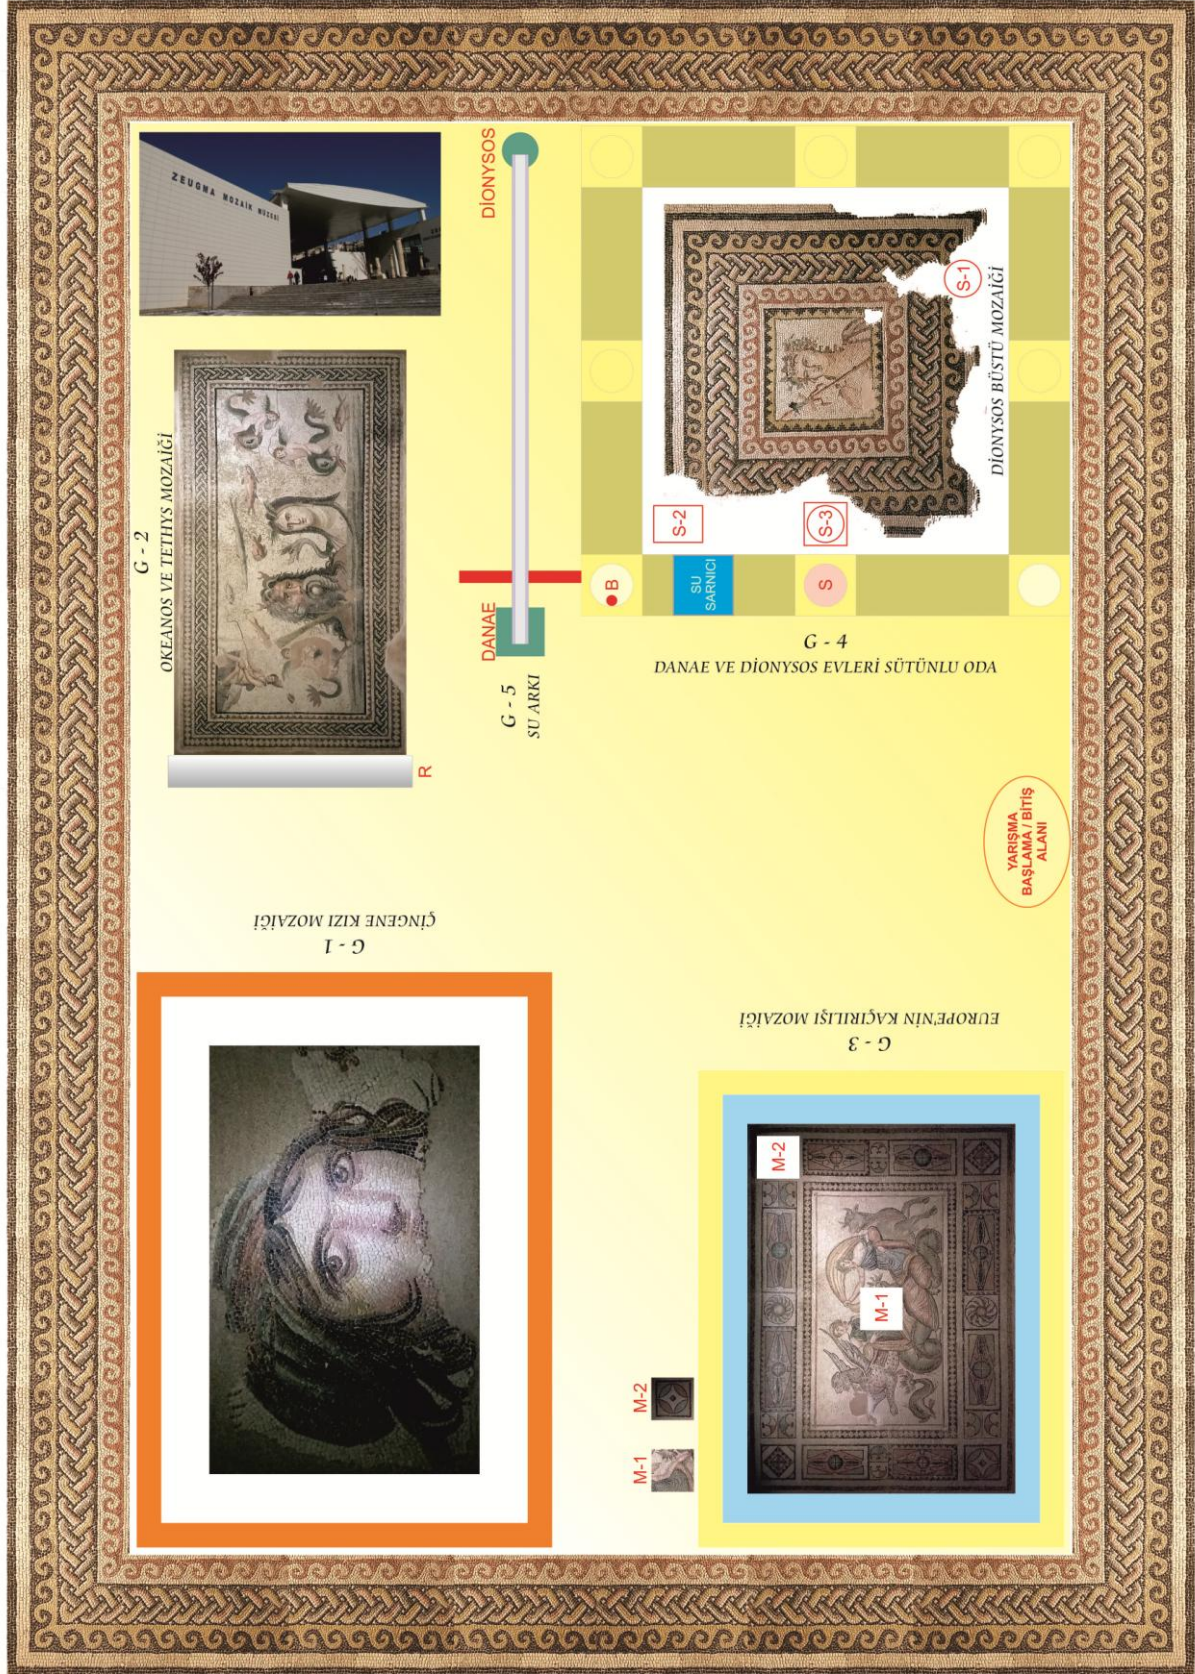 ZEUGMA MOZAİK MÜZESİ
G - 2
OKEANOS VE TETHYS MOZAİĞİ
R
DİONYSOS
DANAE
G - 5
SU ARKI
B
SU
SARNICI
S
S-1
S-2
S-3
DİONYSOS BÜSTÜ MOZAİĞİ
G - 4
DANAE VE DİONYSOS EVLERİ SÜTÜNLU ODA
YARIŞMA
BAŞLAMA / BİTİŞ
ALANI
G - 1
ÇİNGENE KIZI MOZAİĞİ
G - 3
EUROPE'NİN KAÇIRILIŞI MOZAİĞİ
M-1
M-2
M-1
M-2